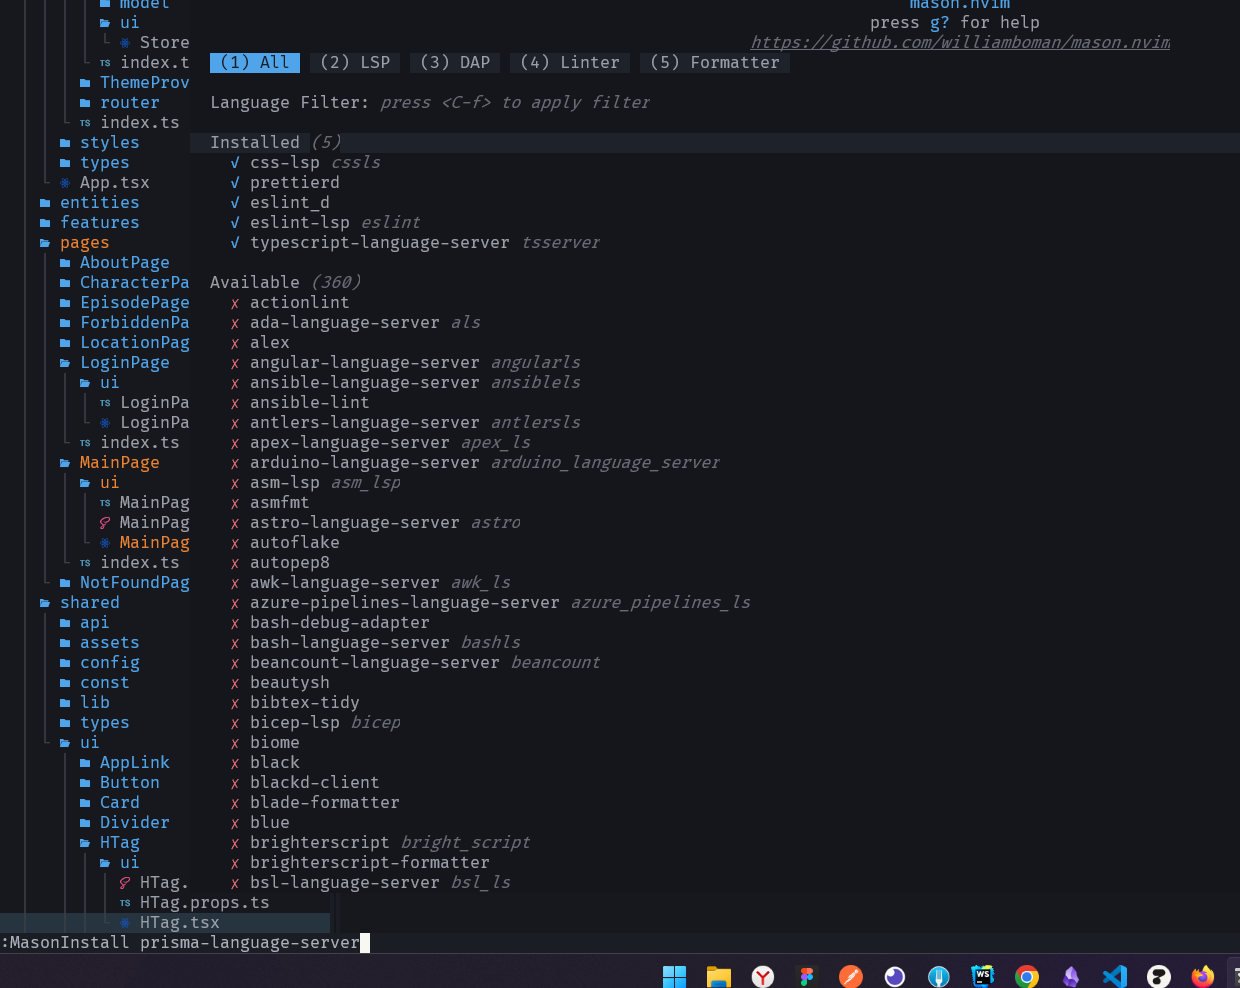 model
ui
Store
index.t
ThemeProv
router
index.ts
styles
types
App.tsx
entities
features
pages
AboutPage
CharacterPa
EpisodePage
ForbiddenPa
LocationPag
LoginPage
ui
TS LoginPa
LoginPa
TS index.ts
MainPage
ui
TS MainPag
MainPag
MainPag
TS index.ts
NotFoundPag
shared
api
assets
config
const
lib
types
ui
AppLink
Button
Card
Divider
HTag
ui
HTag.
TS HTag.props.ts
HTag.tsx
mason.nvim
press g? for help
https://github.com/williamboman/mason.nvim
(1) All (2) LSP (3) DAP (4) Linter (5) Formatter
Language Filter: press <C-f> to apply filter
Installed (5)
√ css-lsp cssls
√ prettierd
√ eslint_d
√ eslint-lsp eslint
√ typescript-language-server tsserver
Available (360)
✗ actionlint
✗ ada-language-server als
✗ alex
✗ angular-language-server angularls
✗ ansible-language-server ansiblels
✗ ansible-lint
✗ antlers-language-server antlersls
✗ apex-language-server apex_ls
✗ arduino-language-server arduino_language_server
✗ asm-lsp asm_lsp
✗ asmfmt
✗ astro-language-server astro
✗ autoflake
✗ autopep8
✗ awk-language-server awk_ls
✗ azure-pipelines-language-server azure_pipelines_ls
✗ bash-debug-adapter
✗ bash-language-server bashls
✗ beancount-language-server beancount
✗ beautysh
✗ bibtex-tidy
✗ bicep-lsp bicep
✗ biome
✗ black
✗ blackd-client
✗ blade-formatter
✗ blue
✗ brighterscript bright_script
✗ brighterscript-formatter
✗ bsl-language-server bsl_ls
:MasonInstall prisma-language-server
WS